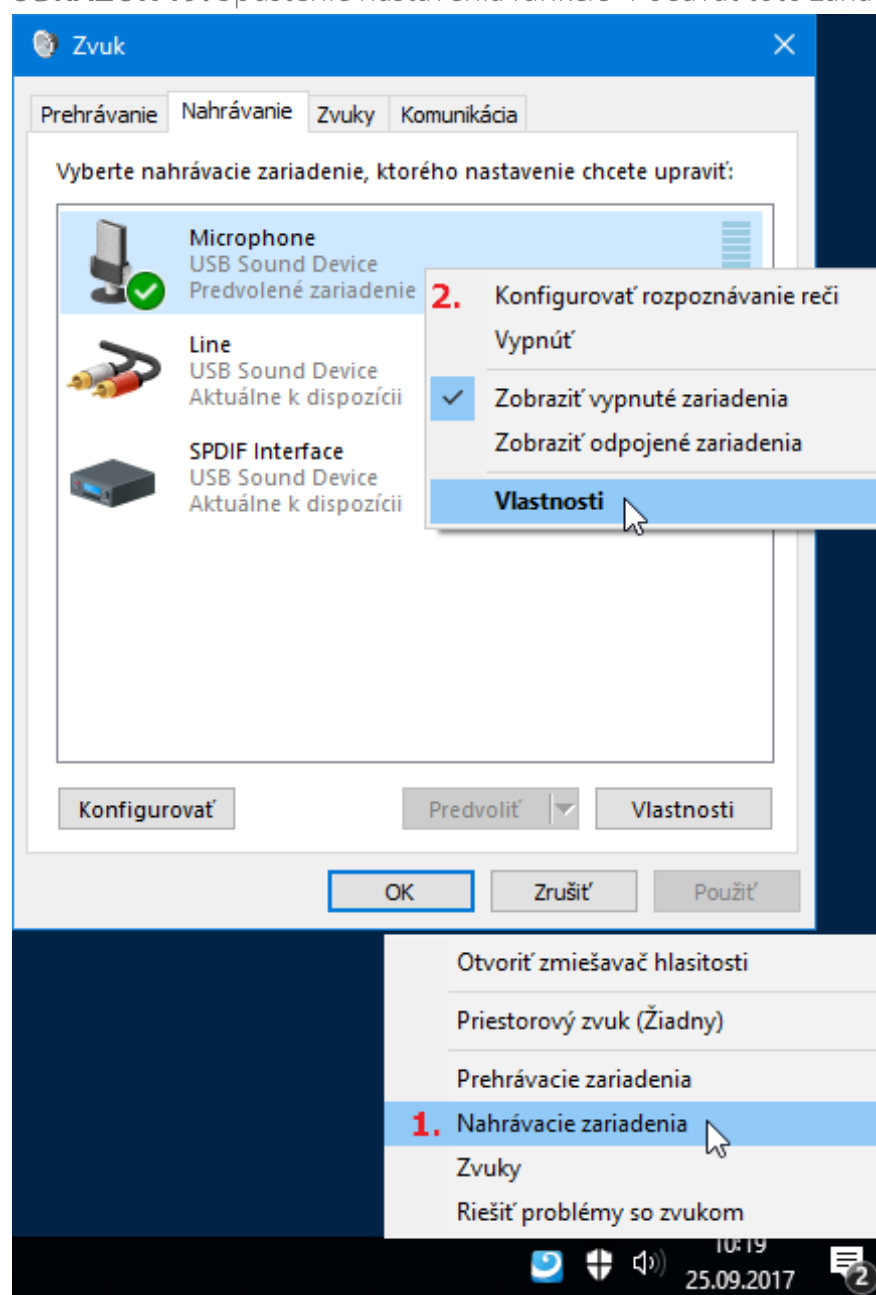 Zvuk
Prehrávanie Nahrávanie Zvuky Komunikácia
Vyberte nahrávacie zariadenie, ktorého nastavenie chcete upraviť:
Microphone
USB Sound Device
Predvolené zariadenie
Line
USB Sound Device
Aktuálne k dispozícii
SPDIF Interface
USB Sound Device
Aktuálne k dispozícii
2. Konfigurovať rozpoznávanie reči
Vypnúť
Zobraziť vypnuté zariadenia
Zobraziť odpojené zariadenia
Vlastnosti
Konfigurovať Predvoliť Vlastnosti
OK Zrušiť Použiť
Otvoriť zmiešavač hlasitosti
Priestorový zvuk (Žiadny)
Prehrávacie zariadenia
1. Nahrávacie zariadenia
Zvuky
Riešiť problémy so zvukom
10:19
25.09.2017
2